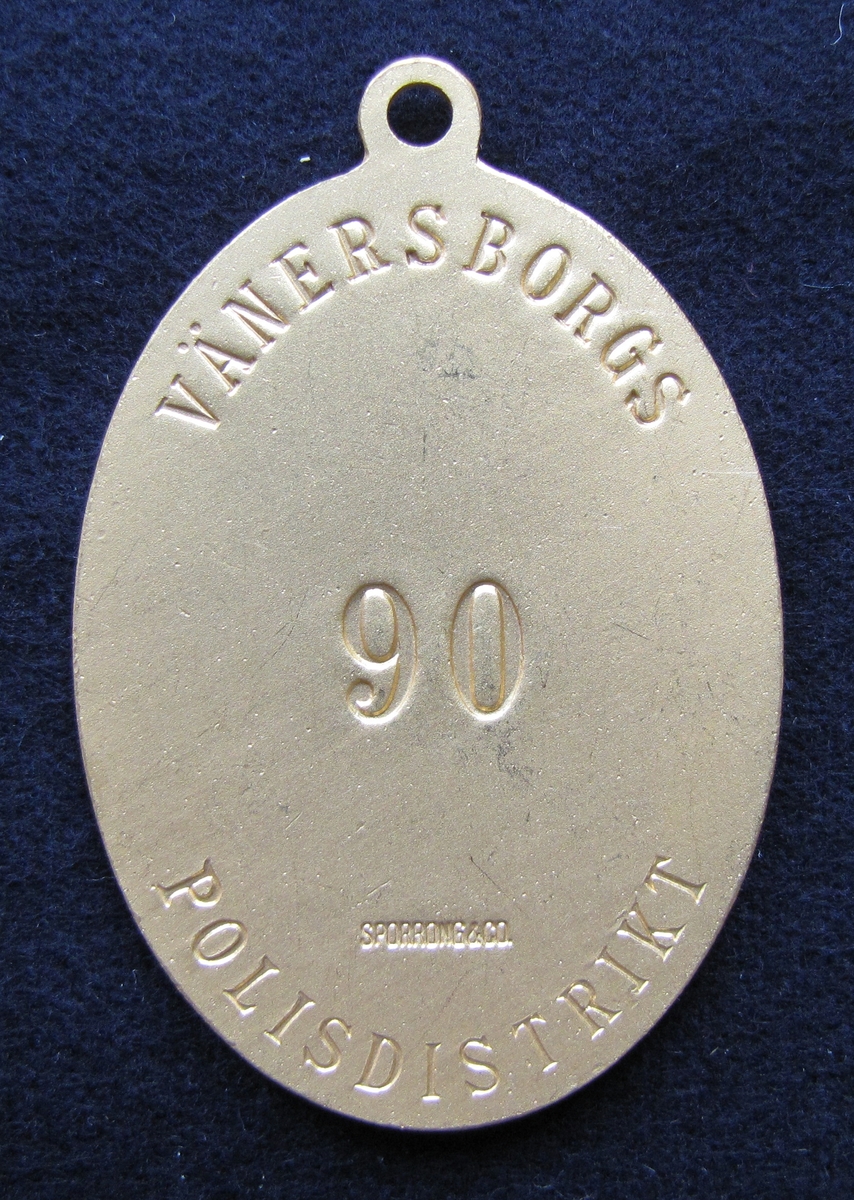 VÄNERSBORGS
90
SPORRONG & CO.
POLISDISTRIKT